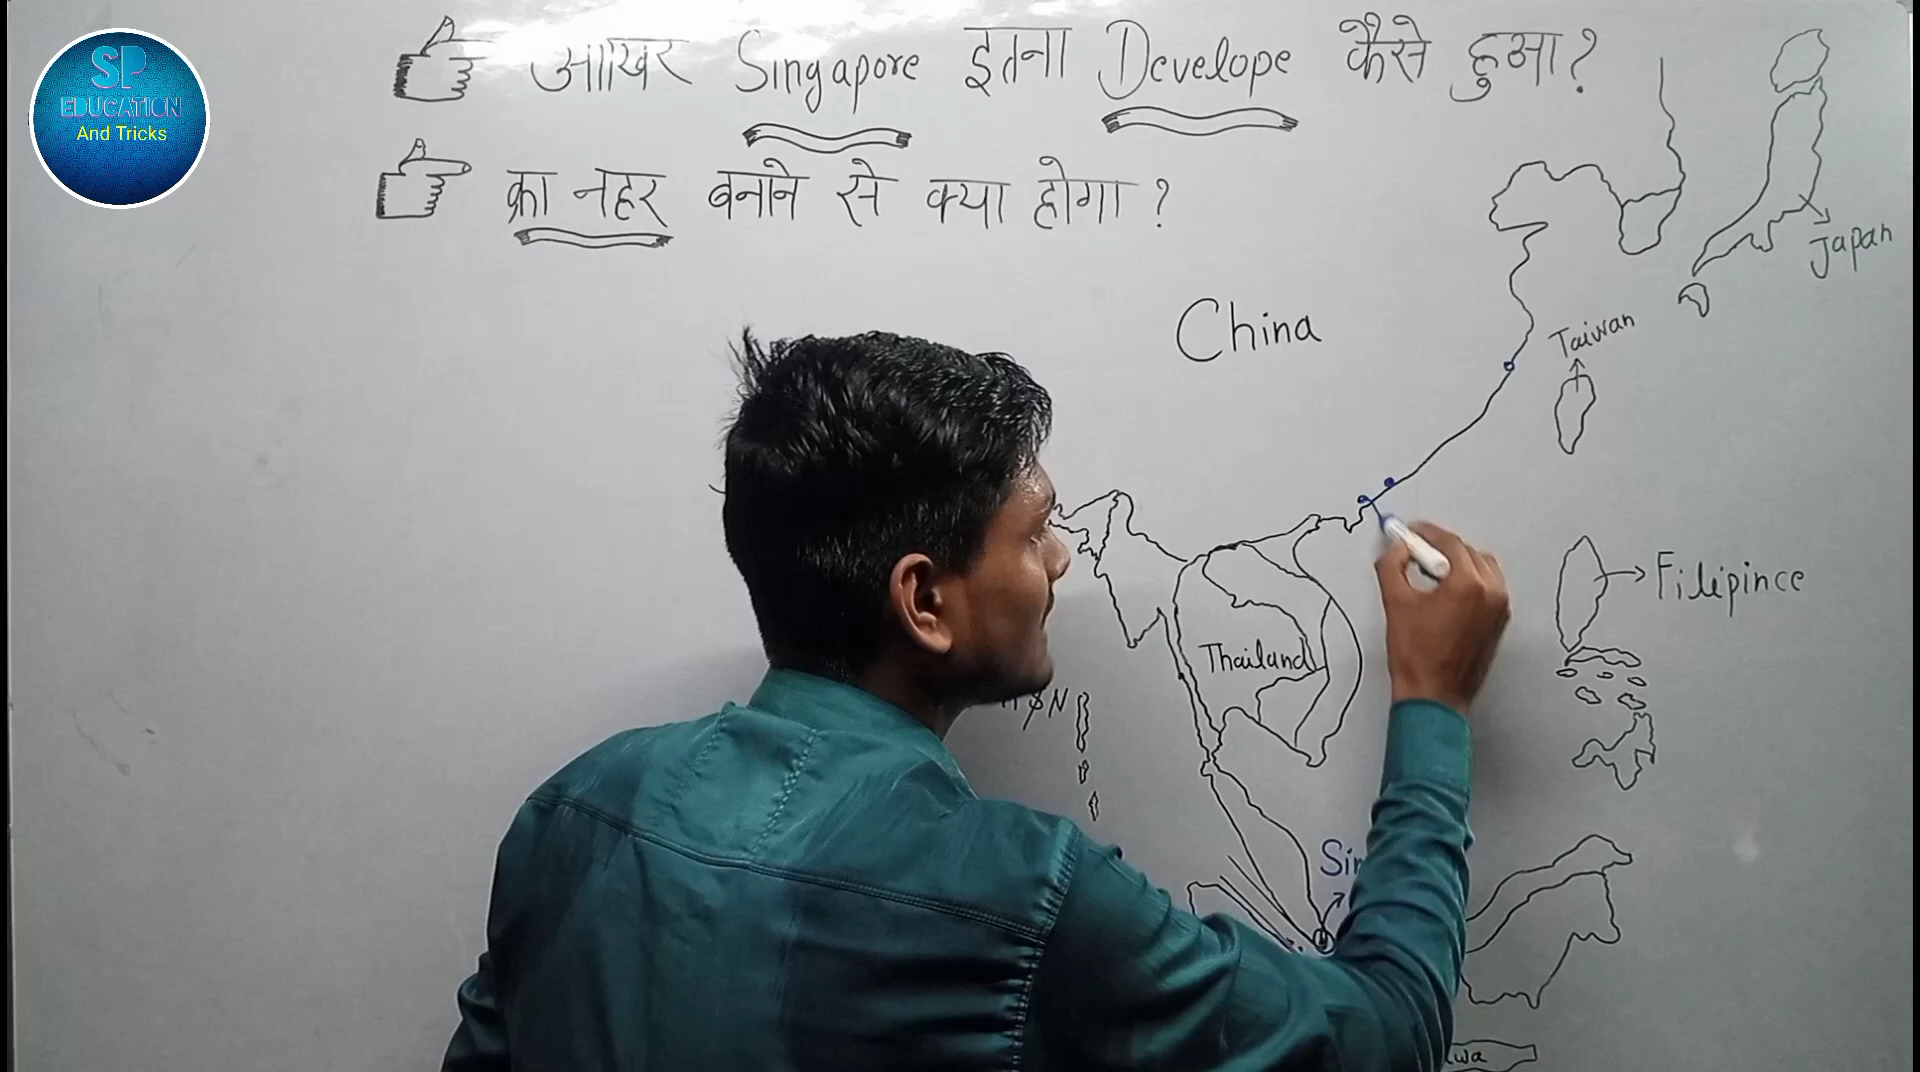 SP
EDUCATION
And Tricks
आखिर Singapore इतना Develope कैसे हुआ?
क्रा नहर बनाने से क्या होगा?
Japan
China
Taiwan
Filipince
Thailand